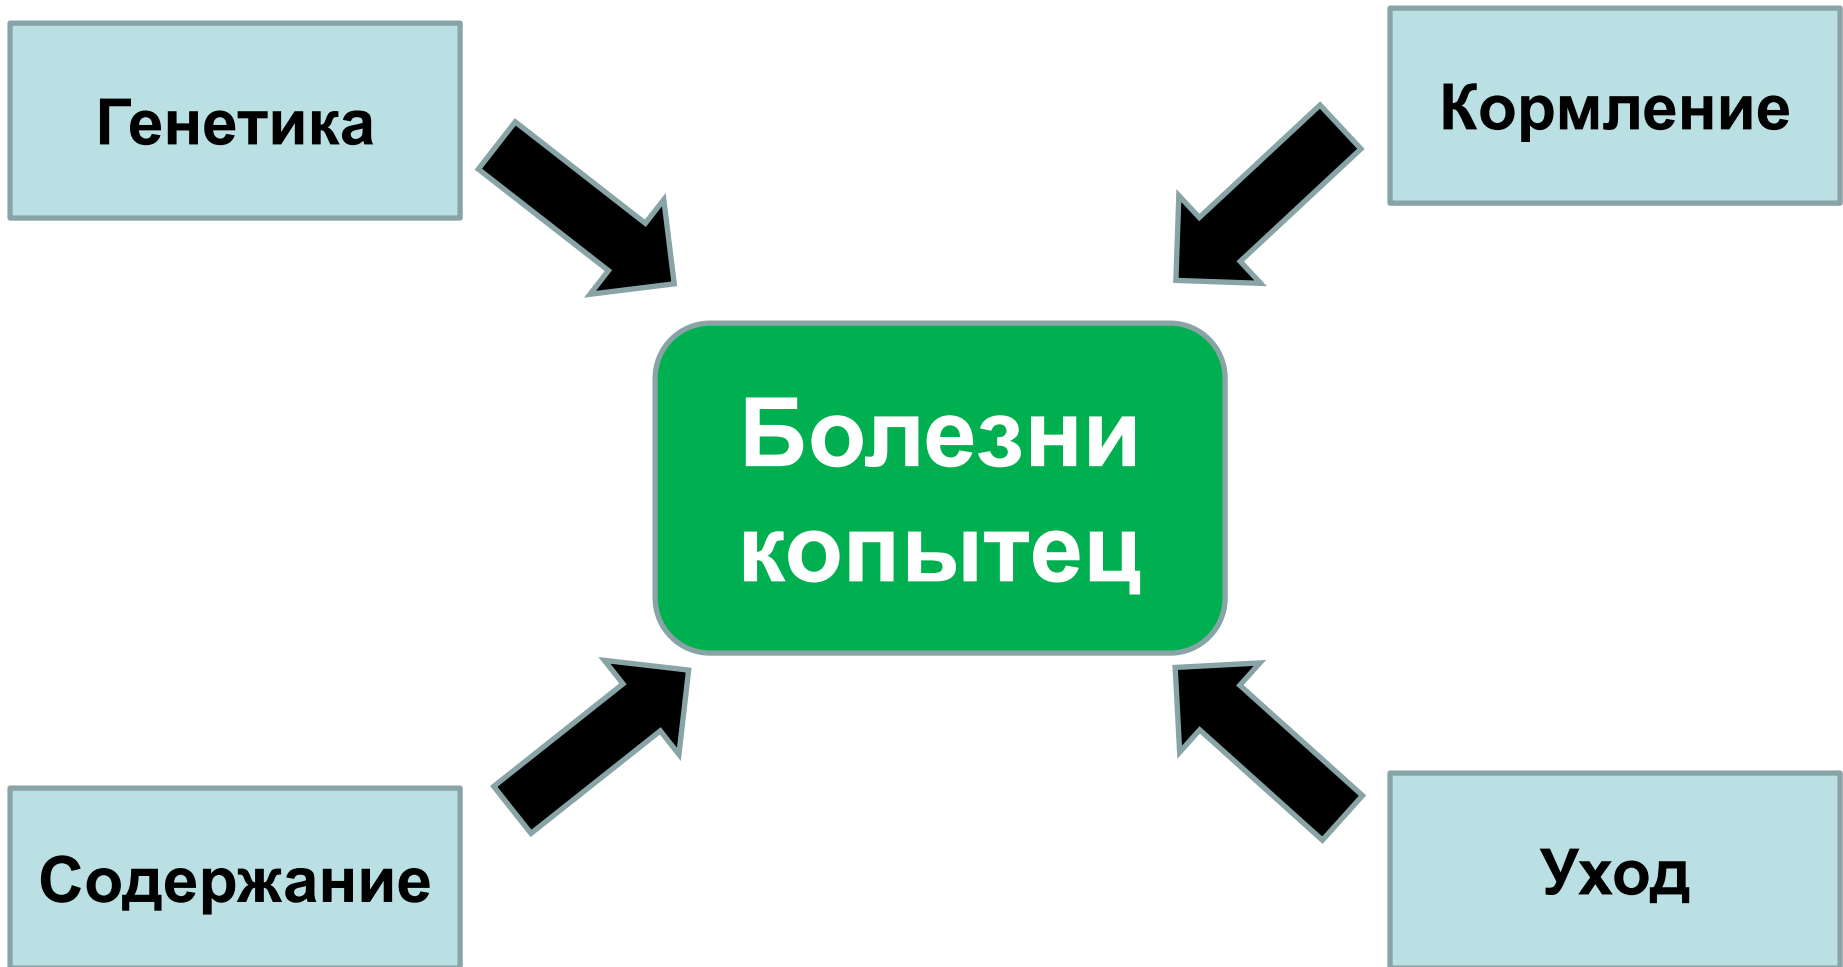 Генетика
Кормление
Болезни
копытец
Содержание
Уход